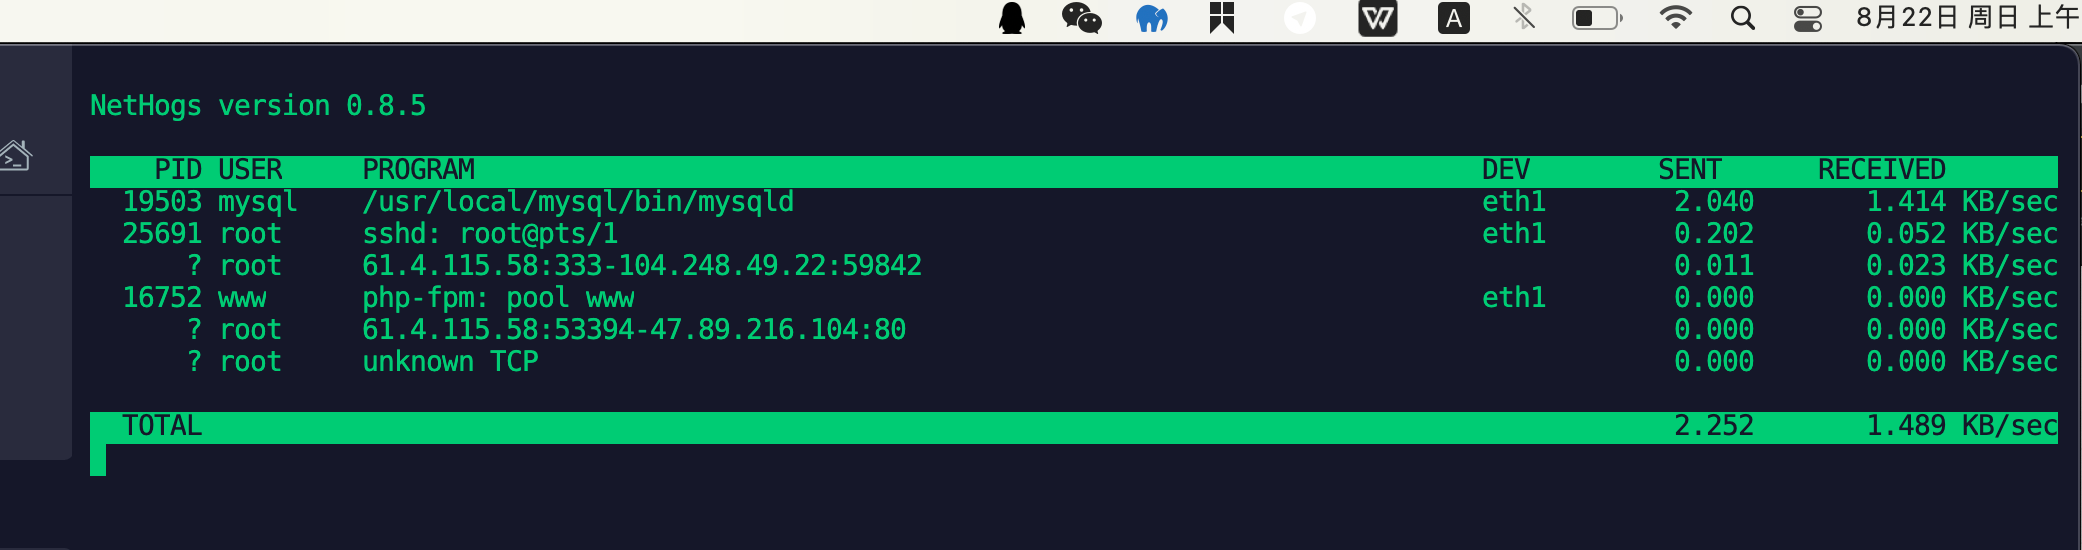 A 8月22日 周日 上午
NetHogs version 0.8.5
PID USER PROGRAM DEV SENT RECEIVED
19503 mysql /usr/local/mysql/bin/mysqld eth1 2.040 1.414 KB/sec
25691 root sshd: root@pts/1 eth1 0.202 0.052 KB/sec
? root 61.4.115.58:333-104.248.49.22:59842 0.011 0.023 KB/sec
16752 www php-fpm: pool www eth1 0.000 0.000 KB/sec
? root 61.4.115.58:53394-47.89.216.104:80 0.000 0.000 KB/sec
? root unknown TCP 0.000 0.000 KB/sec
TOTAL 2.252 1.489 KB/sec